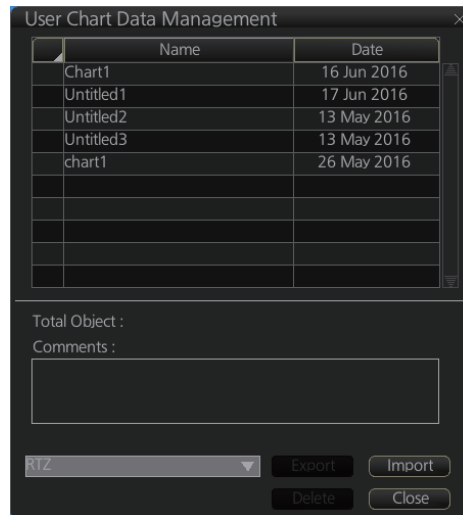 User Chart Data Management
Name Date
Chart1 16 Jun 2016
Untitled1 17 Jun 2016
Untitled2 13 May 2016
Untitled3 13 May 2016
chart1 26 May 2016
Total Object :
Comments :
RTZ Export Import
Delete Close